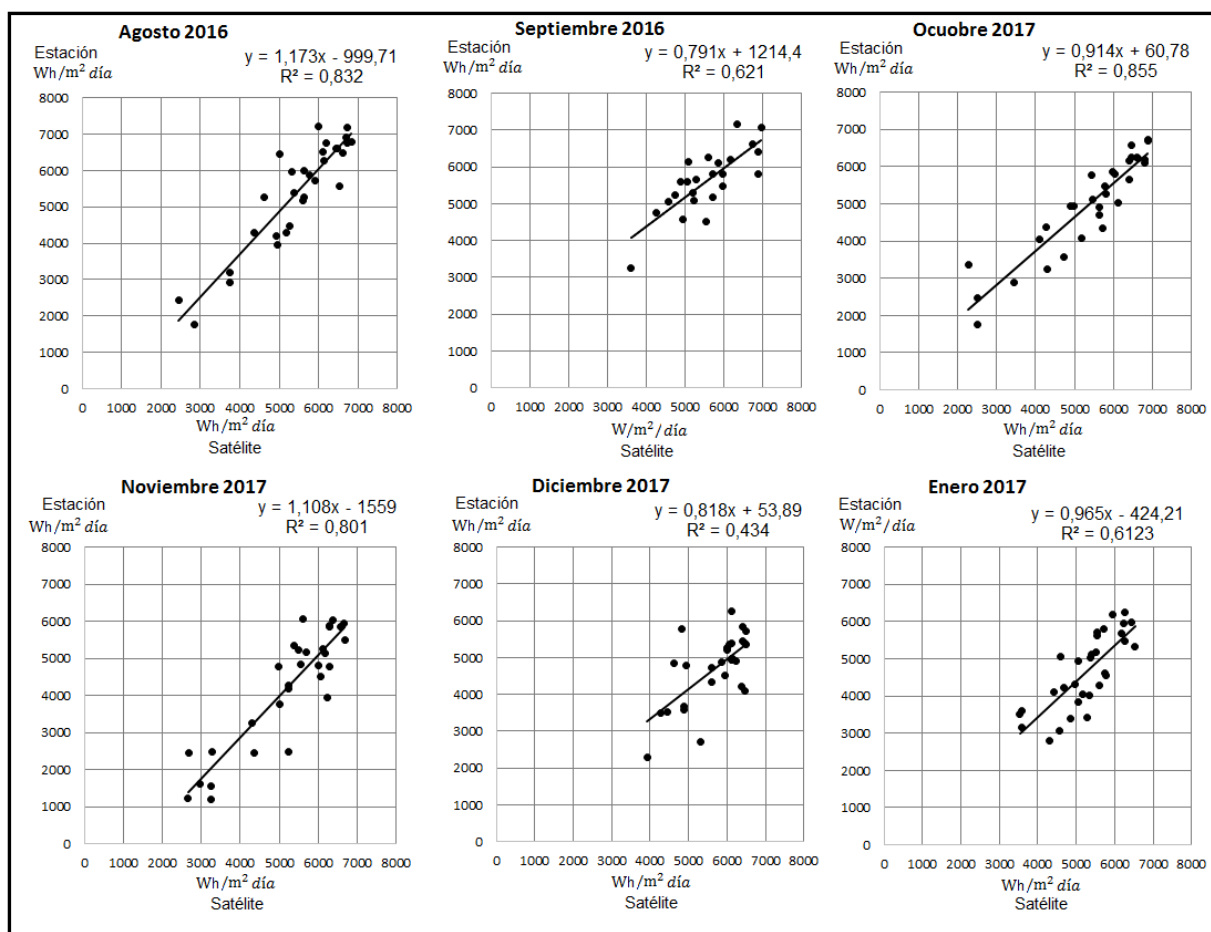 Agosto 2016
Estación
Wh/m² día
y = 1,173x - 999,71
R² = 0,832
8000
7000
6000
5000
4000
3000
2000
1000
0
0 1000 2000 3000 4000 5000 6000 7000 8000
Wh/m² día
Satélite
Septiembre 2016
Estación
Wh/m² día
y = 0,791x + 1214,4
R² = 0,621
8000
7000
6000
5000
4000
3000
2000
1000
0
0 1000 2000 3000 4000 5000 6000 7000 8000
W/m²/día
Satélite
Ocuobre 2017
Estación
Wh/m² día
y = 0,914x + 60,78
R² = 0,855
8000
7000
6000
5000
4000
3000
2000
1000
0
0 1000 2000 3000 4000 5000 6000 7000 8000
Wh/m² día
Satélite
Noviembre 2017
Estación
Wh/m² día
y = 1,108x - 1559
R² = 0,801
8000
7000
6000
5000
4000
3000
2000
1000
0
0 1000 2000 3000 4000 5000 6000 7000 8000
Wh/m² día
Satélite
Diciembre 2017
Estación
Wh/m² día
y = 0,818x + 53,89
R² = 0,434
8000
7000
6000
5000
4000
3000
2000
1000
0
0 1000 2000 3000 4000 5000 6000 7000 8000
Wh/m² día
Satélite
Enero 2017
Estación
W/m²/día
y = 0,965x - 424,21
R² = 0,6123
8000
7000
6000
5000
4000
3000
2000
1000
0
0 1000 2000 3000 4000 5000 6000 7000 8000
Wh/m² día
Satélite